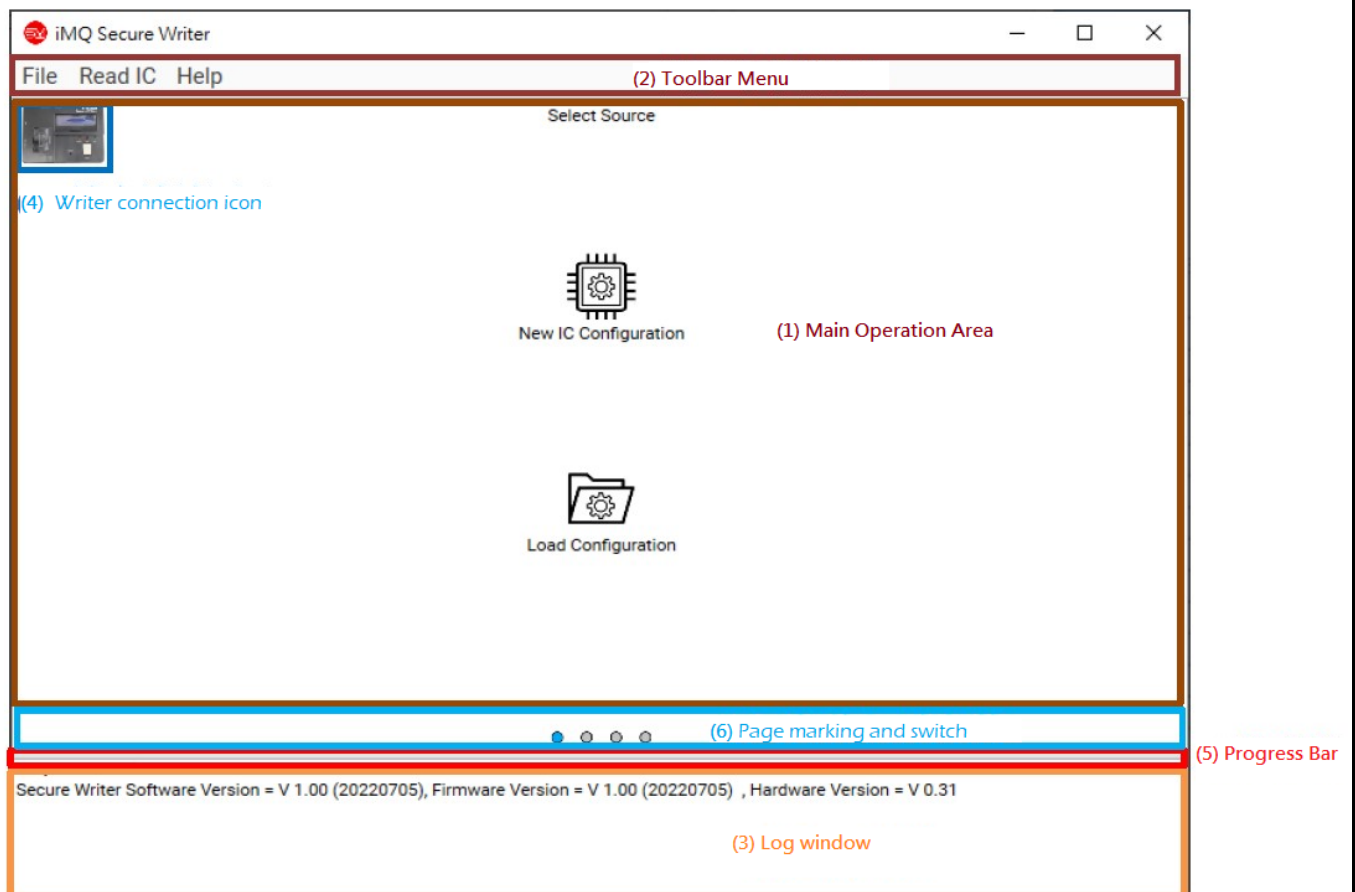 iMQ Secure Writer
File Read IC Help
(2) Toolbar Menu
Select Source
(4) Writer connection icon
New IC Configuration
(1) Main Operation Area
Load Configuration
(6) Page marking and switch
(5) Progress Bar
Secure Writer Software Version = V 1.00 (20220705), Firmware Version = V 1.00 (20220705) , Hardware Version = V 0.31
(3) Log window